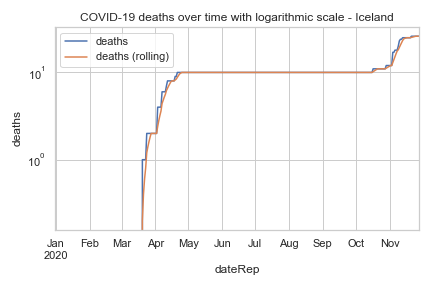 COVID-19 deaths over time with logarithmic scale - Iceland
deaths
deaths (rolling)
10¹
10⁰
deaths
Jan Feb Mar Apr May Jun Jul Aug Sep Oct Nov
2020
dateRep